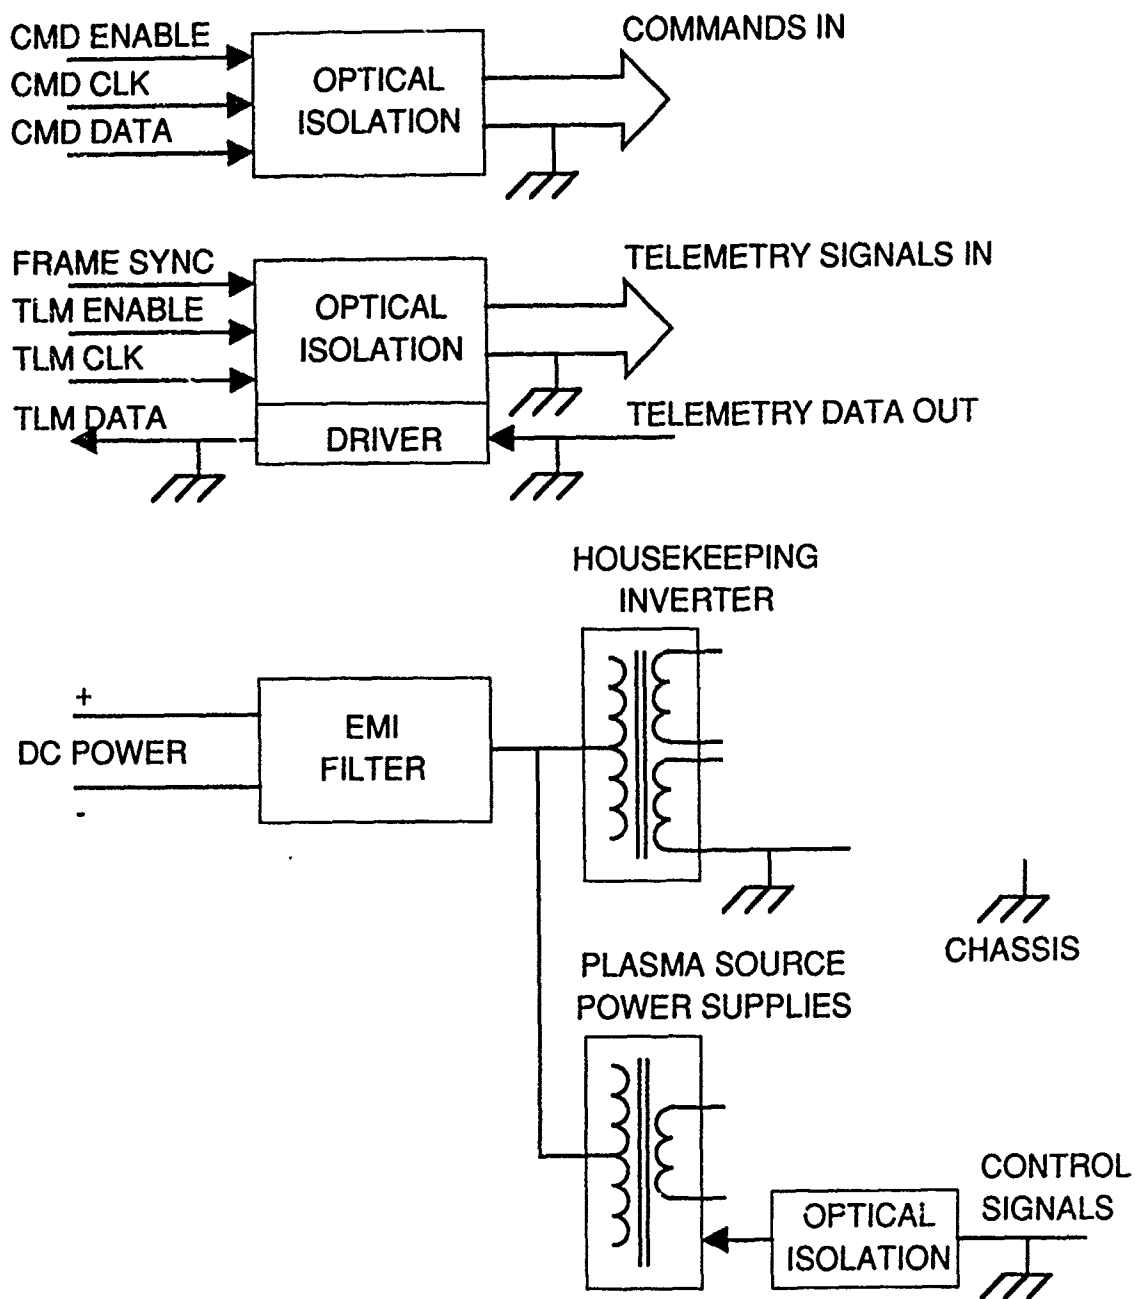 CMD ENABLE
CMD CLK
CMD DATA
OPTICAL
ISOLATION
COMMANDS IN
FRAME SYNC
TLM ENABLE
TLM CLK
TLM DATA
OPTICAL
ISOLATION
DRIVER
TELEMETRY SIGNALS IN
TELEMETRY DATA OUT
HOUSEKEEPING
INVERTER
+
DC POWER
-
EMI
FILTER
CHASSIS
PLASMA SOURCE
POWER SUPPLIES
OPTICAL
ISOLATION
CONTROL
SIGNALS